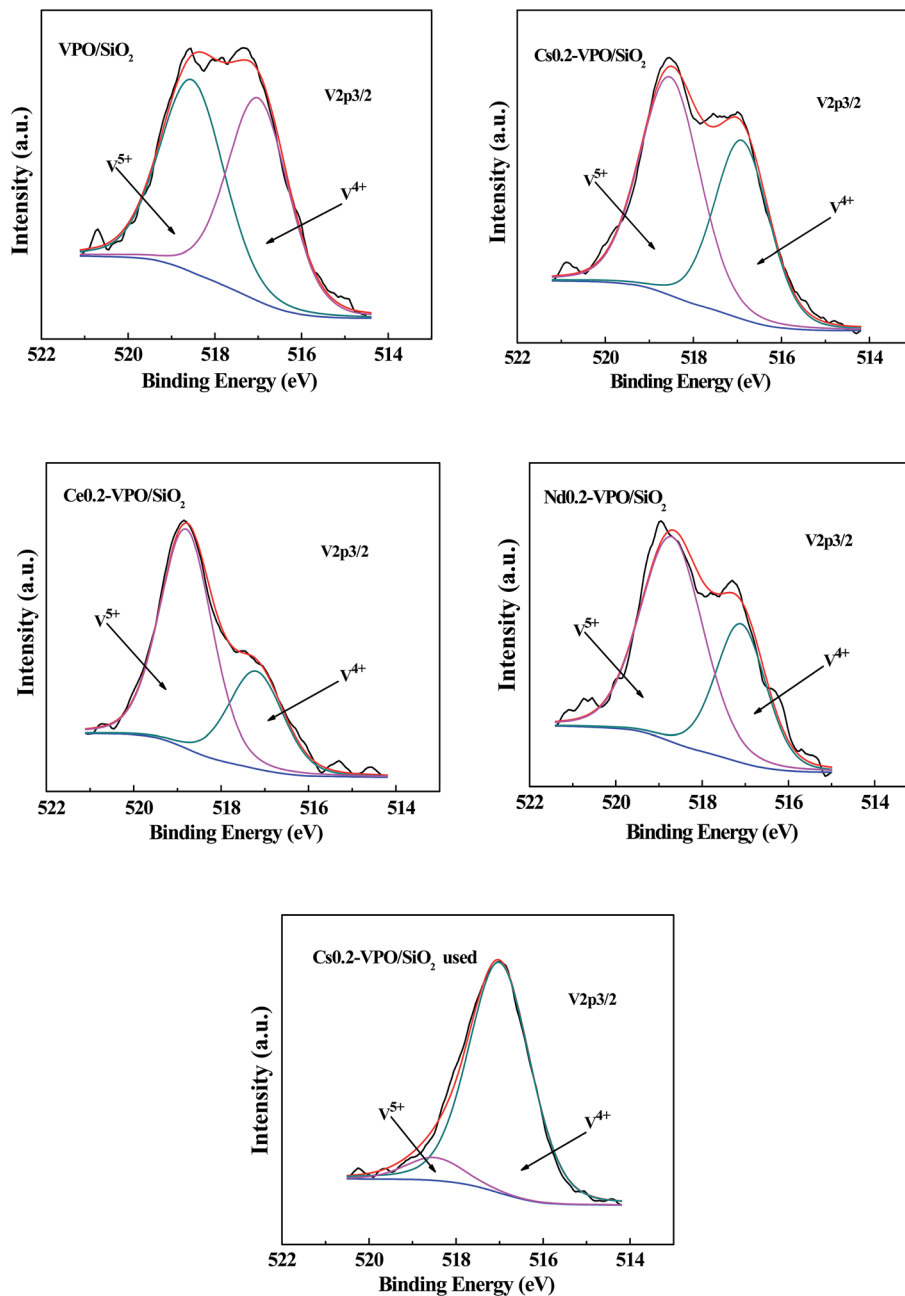 VPO/SiO₂
V2p3/2
V⁵⁺
V⁴⁺
Intensity (a.u.)
522 520 518 516 514
Binding Energy (eV)
Cs0.2-VPO/SiO₂
V2p3/2
V⁵⁺
V⁴⁺
Intensity (a.u.)
522 520 518 516 514
Binding Energy (eV)
Ce0.2-VPO/SiO₂
V2p3/2
V⁵⁺
V⁴⁺
Intensity (a.u.)
522 520 518 516 514
Binding Energy (eV)
Nd0.2-VPO/SiO₂
V2p3/2
V⁵⁺
V⁴⁺
Intensity (a.u.)
522 520 518 516 514
Binding Energy (eV)
Cs0.2-VPO/SiO₂ used
V2p3/2
V⁵⁺
V⁴⁺
Intensity (a.u.)
522 520 518 516 514
Binding Energy (eV)